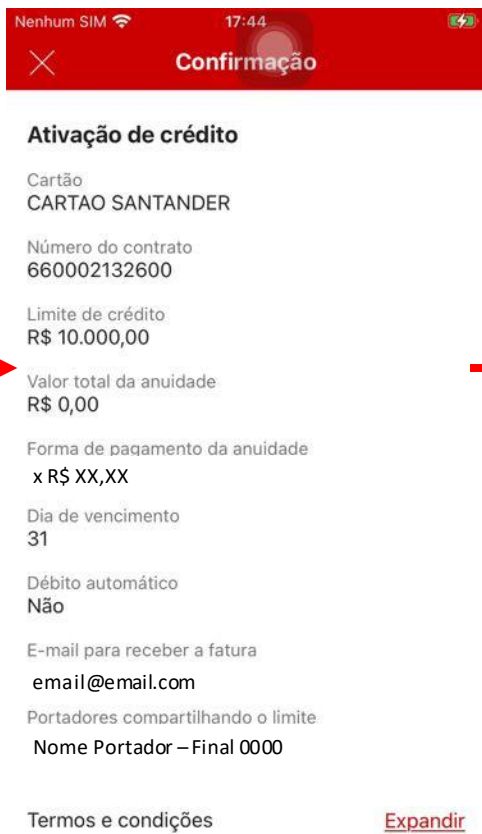 Nenhum SIM 17:44
Confirmação
Ativação de crédito
Cartão
CARTAO SANTANDER
Número do contrato
660002132600
Limite de crédito
R$ 10.000,00
Valor total da anuidade
R$ 0,00
Forma de pagamento da anuidade
x R$ XX,XX
Dia de vencimento
31
Débito automático
Não
E-mail para receber a fatura
email@email.com
Portadores compartilhando o limite
Nome Portador – Final 0000
Termos e condições Expandir